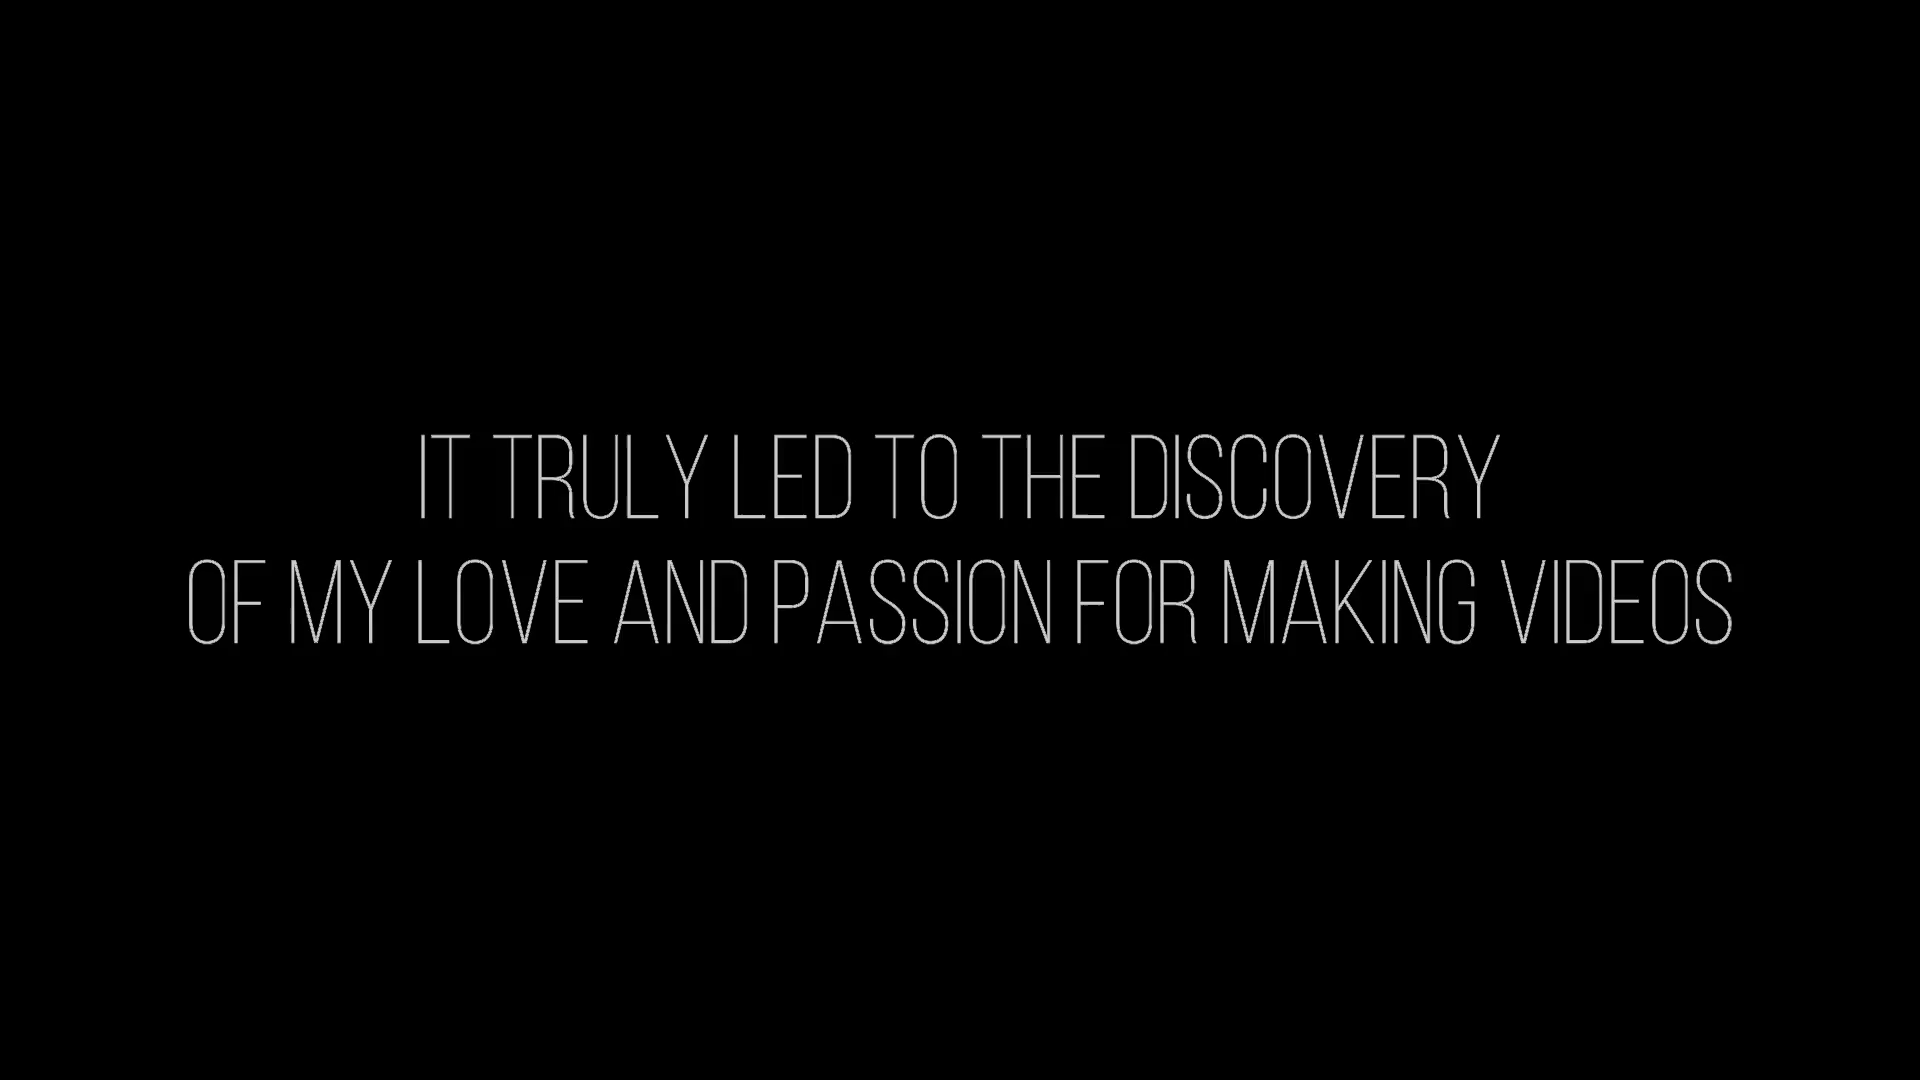 IT TRULY LED TO THE DISCOVERY
OF MY LOVE AND PASSION FOR MAKING VIDEOS